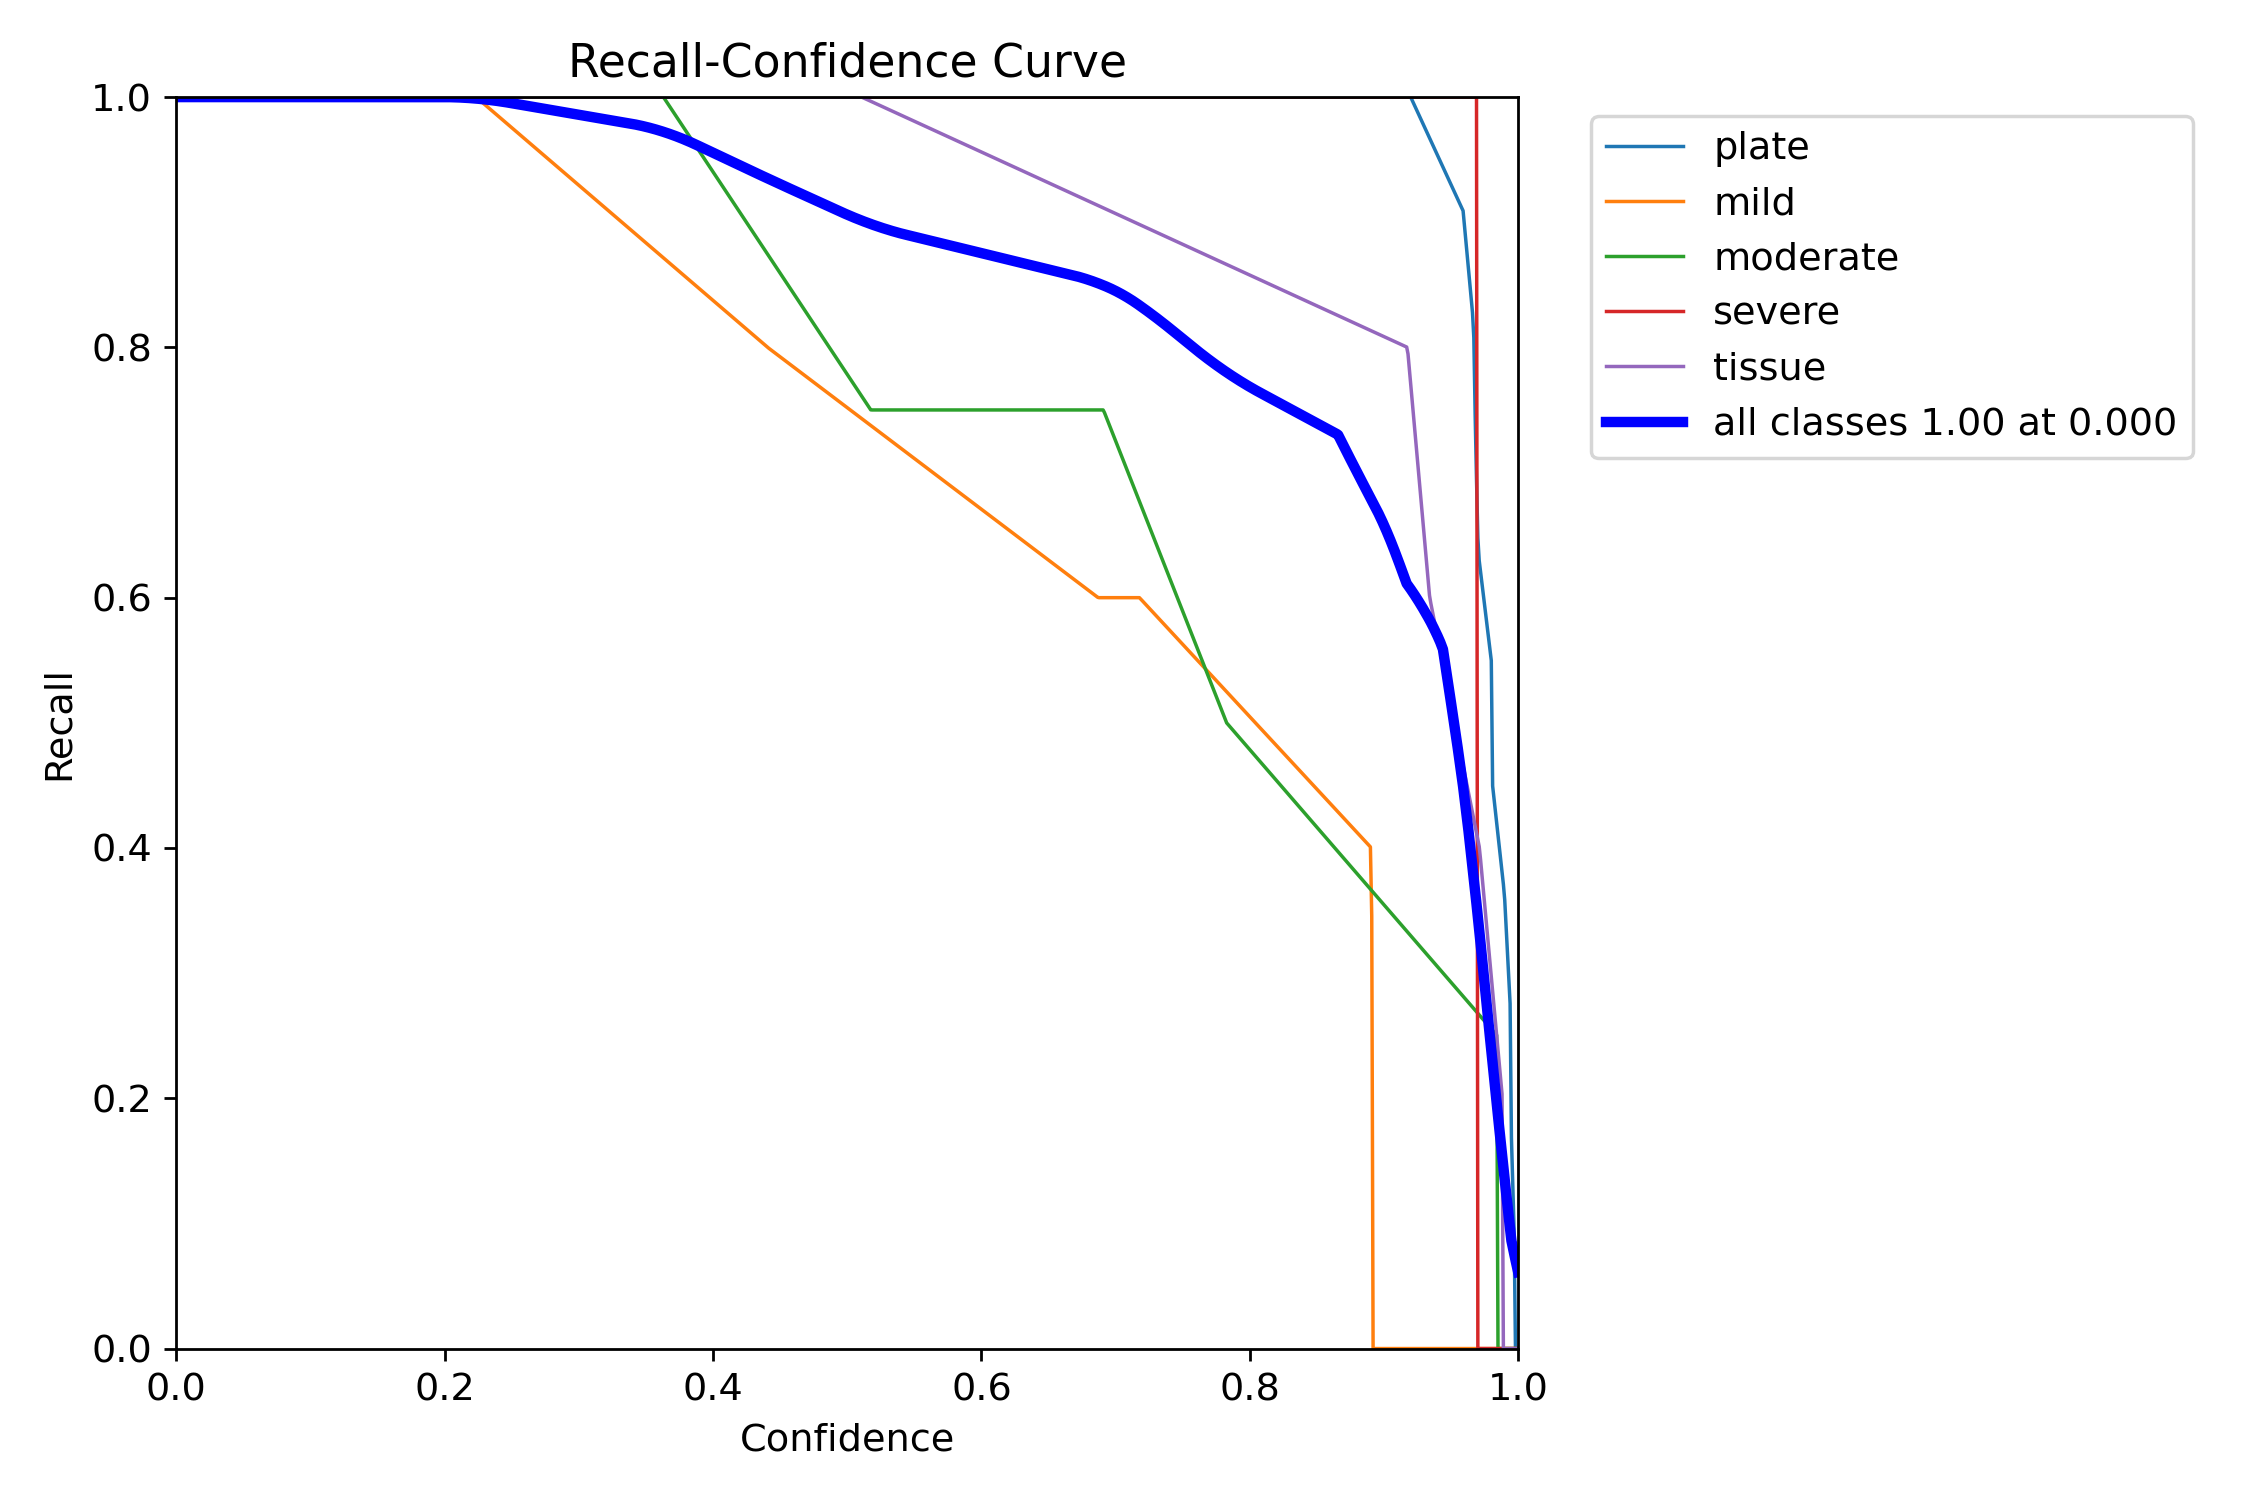 Recall-Confidence Curve
1.0
0.8
0.6
0.4
0.2
0.0
Recall
0.0 0.2 0.4 0.6 0.8 1.0
Confidence
plate
mild
moderate
severe
tissue
all classes 1.00 at 0.000